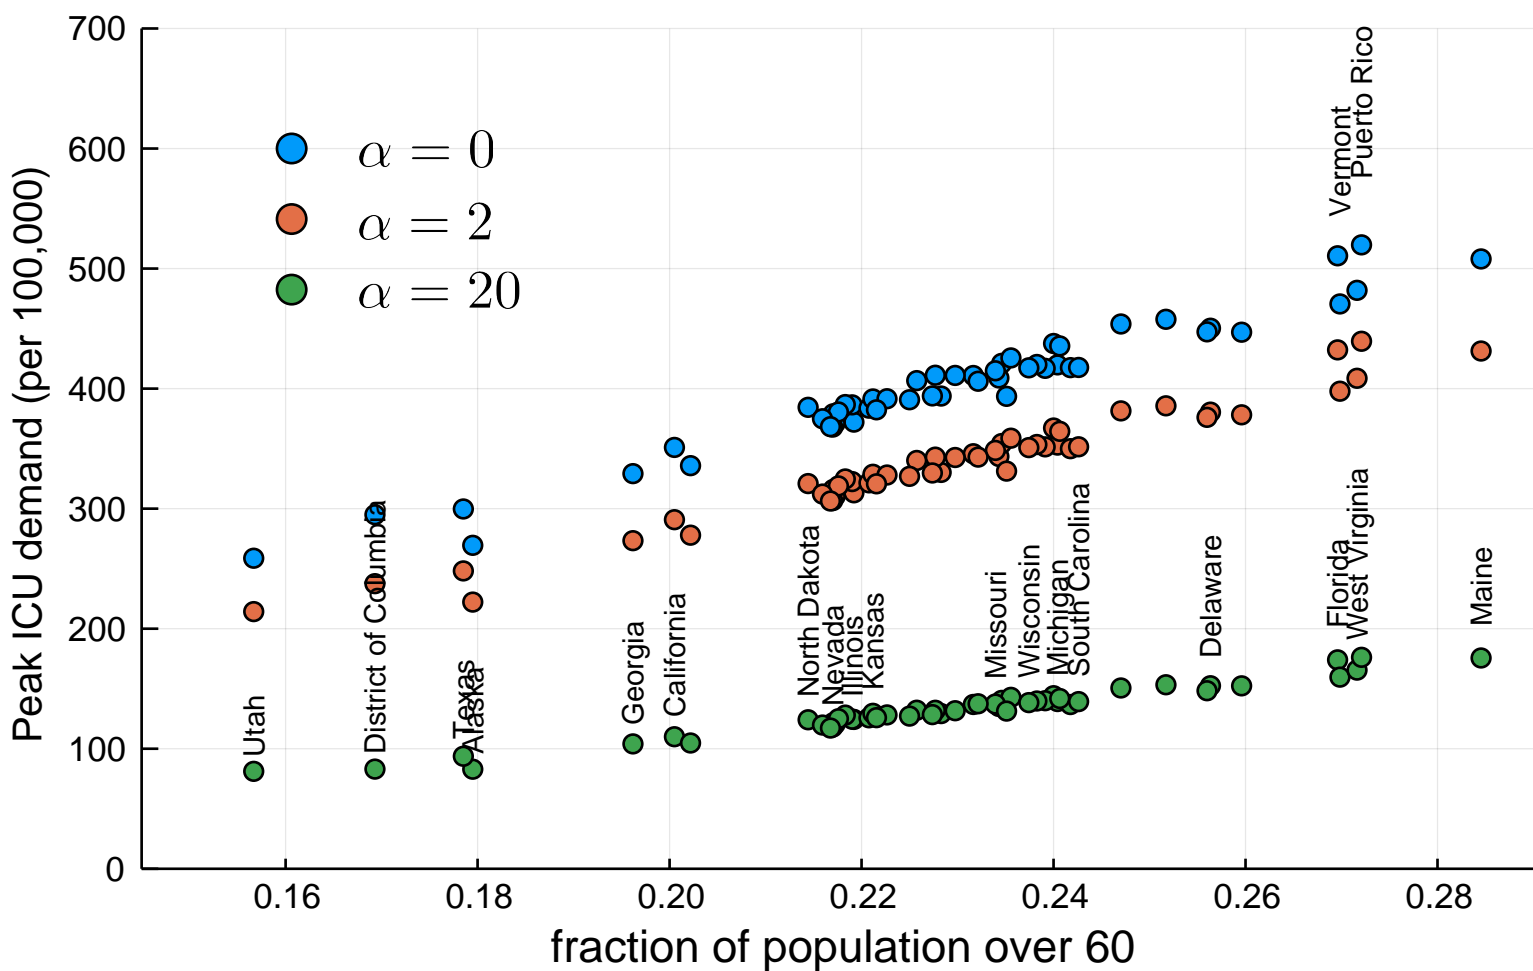 Peak ICU demand (per 100,000)
700
600
500
400
300
200
100
0
α = 0
α = 2
α = 20
Utah
District of Columbia
Texas
Alaska
Georgia
California
North Dakota
Nevada
Illinois
Kansas
Missouri
Wisconsin
Michigan
South Carolina
Delaware
Florida
Vermont
West Virginia
Puerto Rico
Maine
0.16
0.18
0.20
0.22
0.24
0.26
0.28
fraction of population over 60